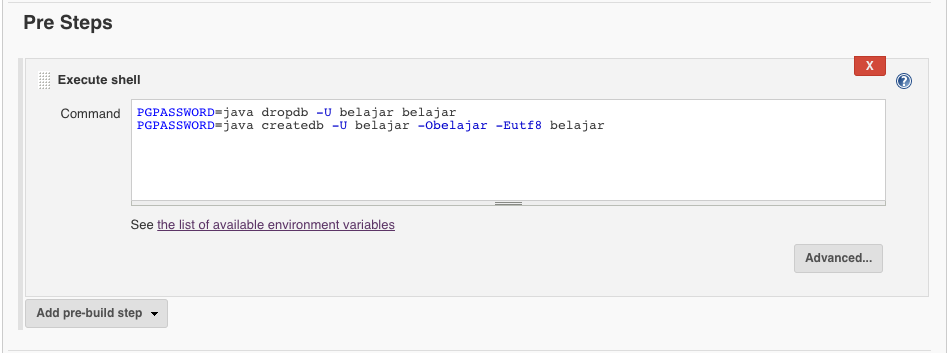 Pre Steps
X
Execute shell
?
Command
PGPASSWORD=java dropdb -U belajar belajar
PGPASSWORD=java createdb -U belajar -Obelajar -Eutf8 belajar
See the list of available environment variables
Advanced...
Add pre-build step